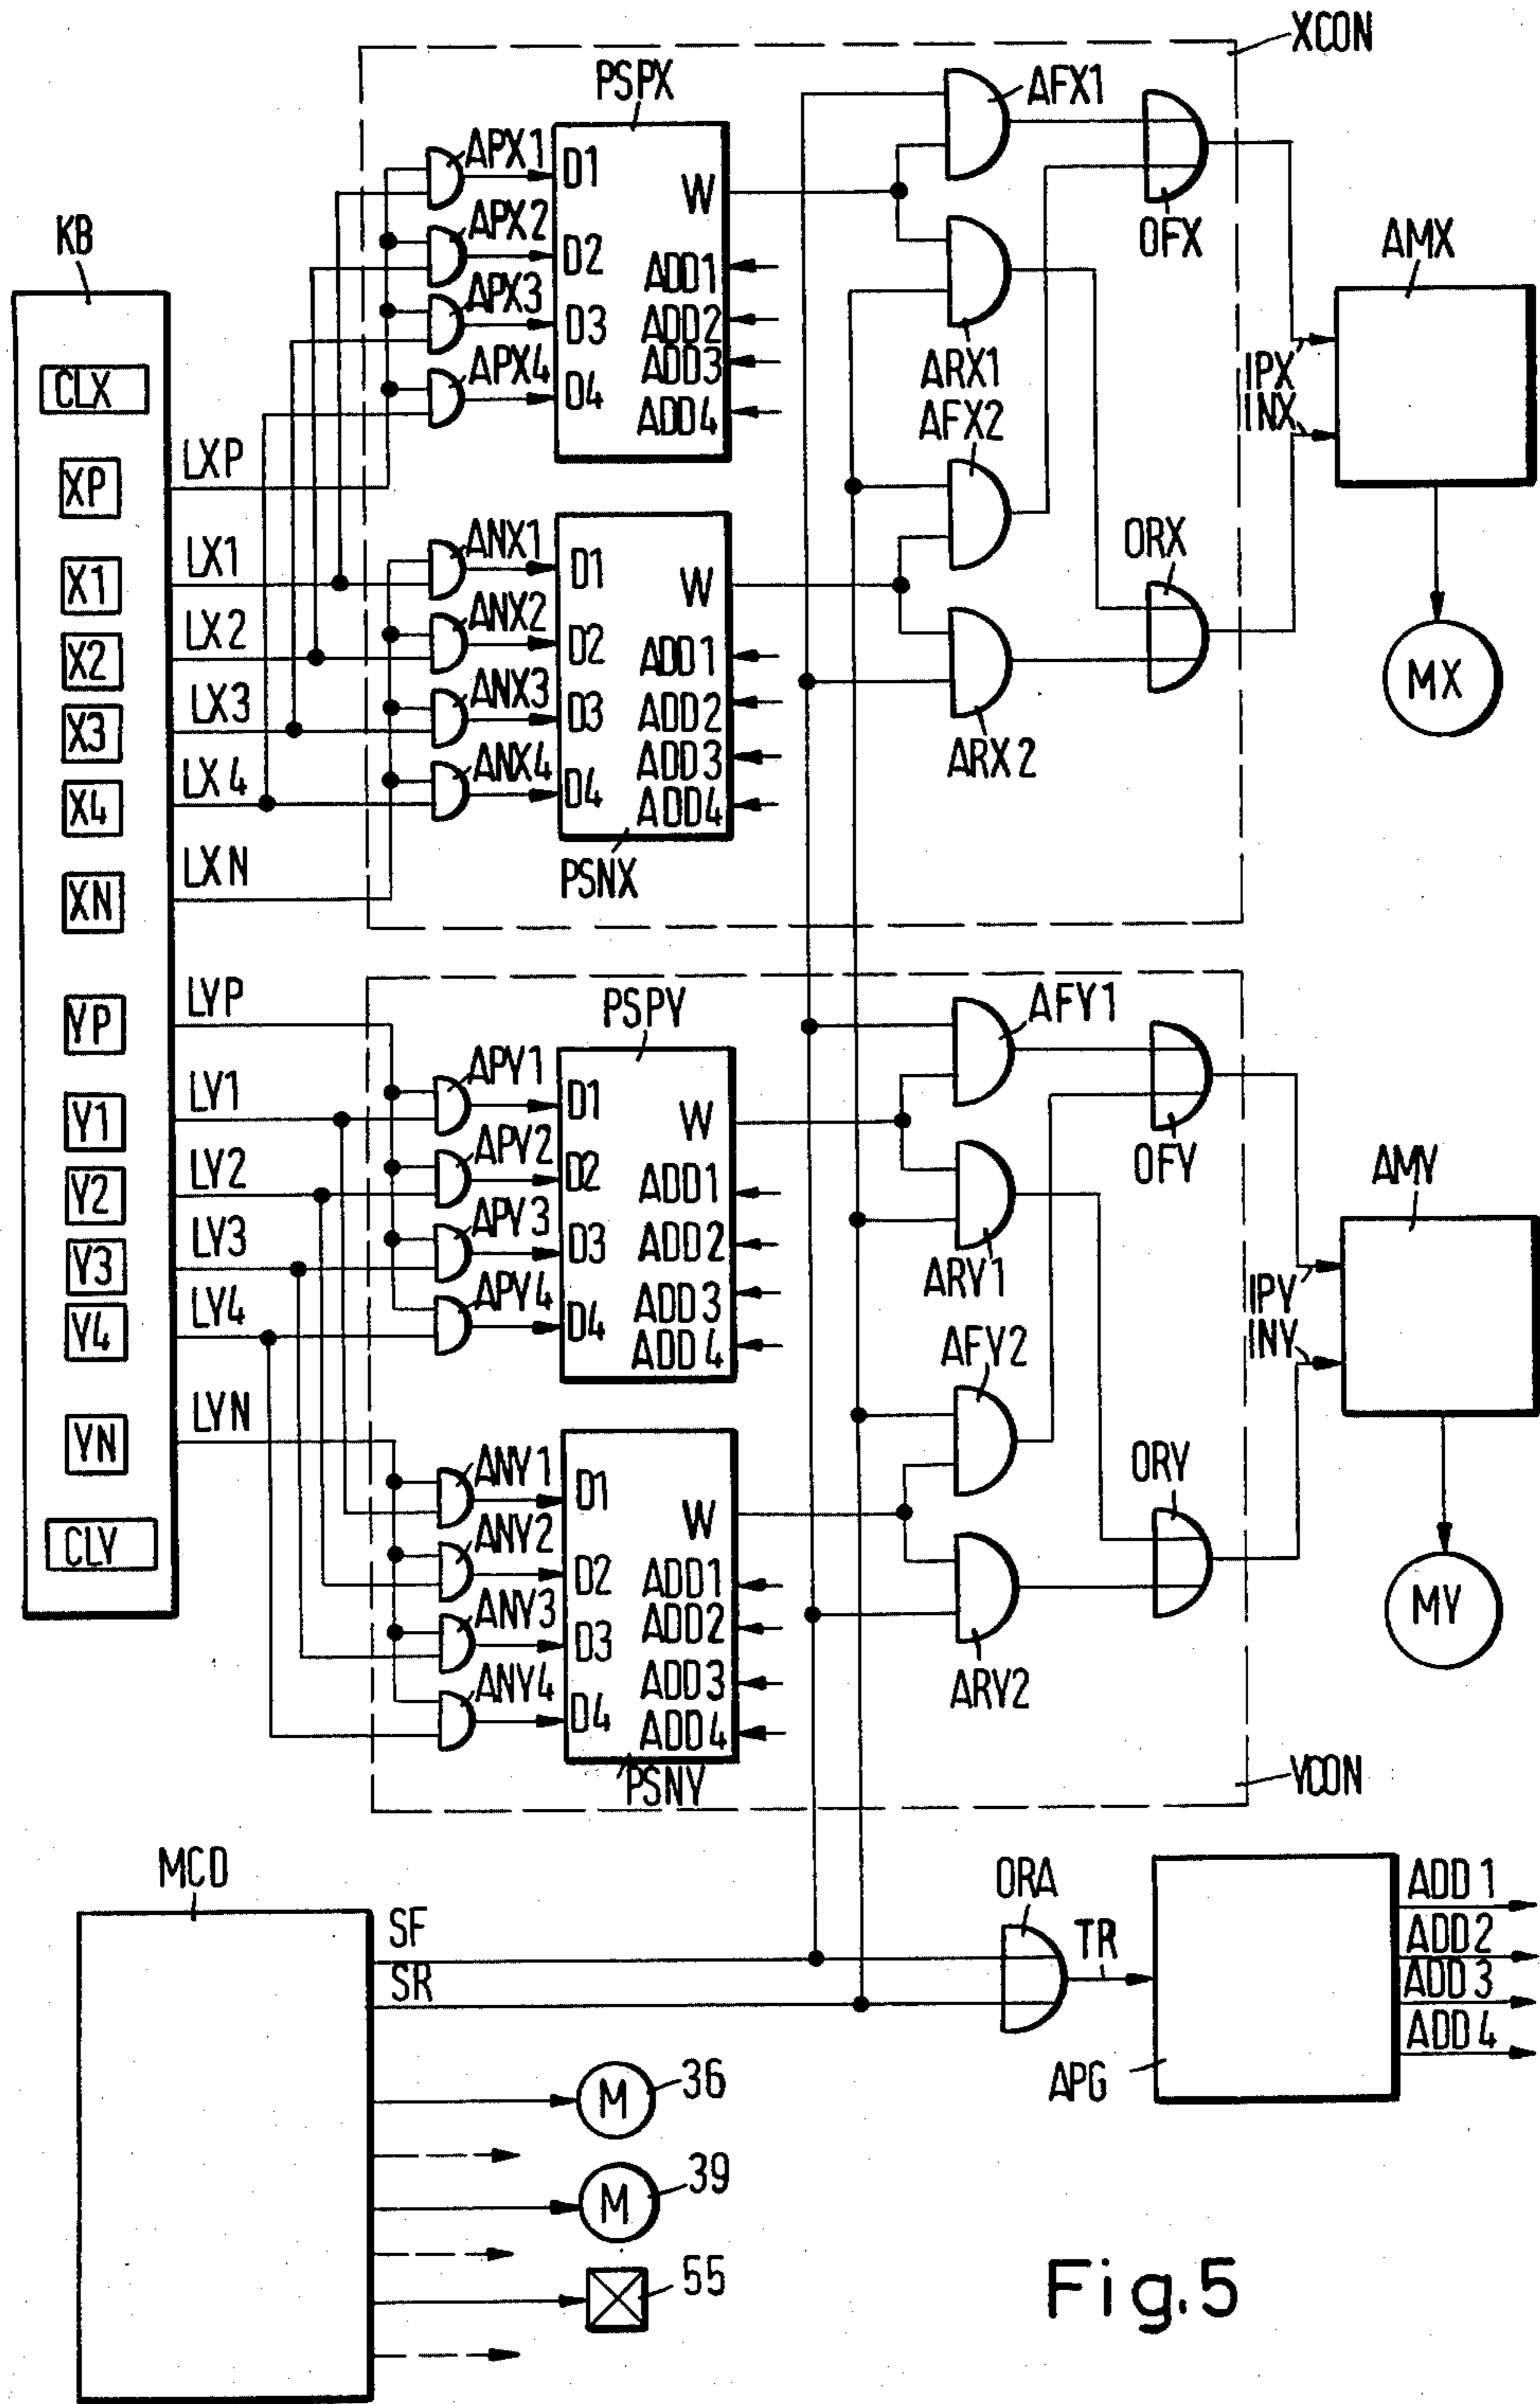 XCON
PSPX
AFX1
APX1
D1
W
APX2
D2
OFX
KB
AMX
ADD1
APX3
D3
ADD2
ADD3
ARX1
IPX
APX4
D4
ADD4
INX
CLX
AFX2
LXP
XP
ANX1
ORX
LX1
D1
W
X1
ANX2
LX2
D2
ADD1
X2
MX
ANX3
LX3
D3
ADD2
X3
ADD3
ARX2
ANX4
LX4
D4
ADD4
X4
LXN
PSNX
XN
LYP
PSPY
AFY1
YP
APY1
LY1
D1
W
Y1
APY2
OFY
LY2
D2
ADD1
AMY
Y2
APY3
LY3
D3
ADD2
Y3
ARY1
APY4
ADD3
IPY
LY4
D4
ADD4
INY
Y4
AFY2
LYN
YN
ANY1
ORY
D1
W
CLY
ANY2
D2
ADD1
ANY3
ADD2
MY
D3
ADD3
ARY2
ANY4
D4
ADD4
PSNY
YCON
MCD
ORA
ADD1
SF
TR
ADD2
SR
ADD3
ADD4
APG
M
36
M
39
55
Fig.5